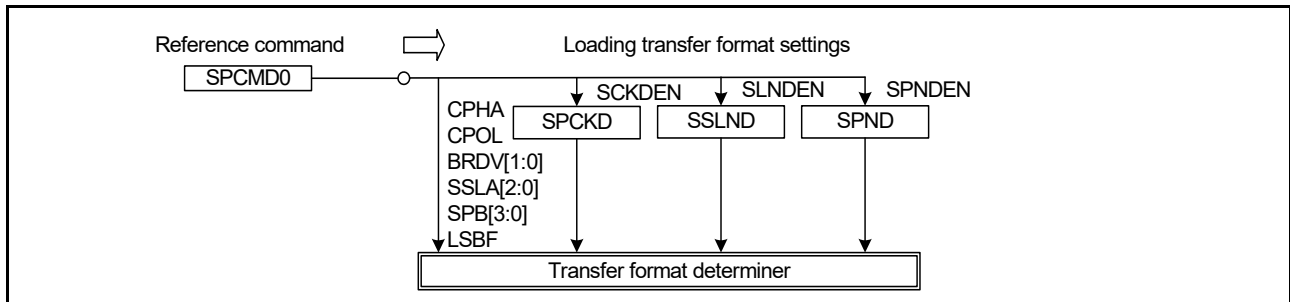 Reference command
Loading transfer format settings
SPCMD0
SCKDEN
SLNDEN
SPNDEN
CPHA
CPOL
BRDV[1:0]
SSLA[2:0]
SPB[3:0]
LSBF
SPCKD
SSLND
SPND
Transfer format determiner